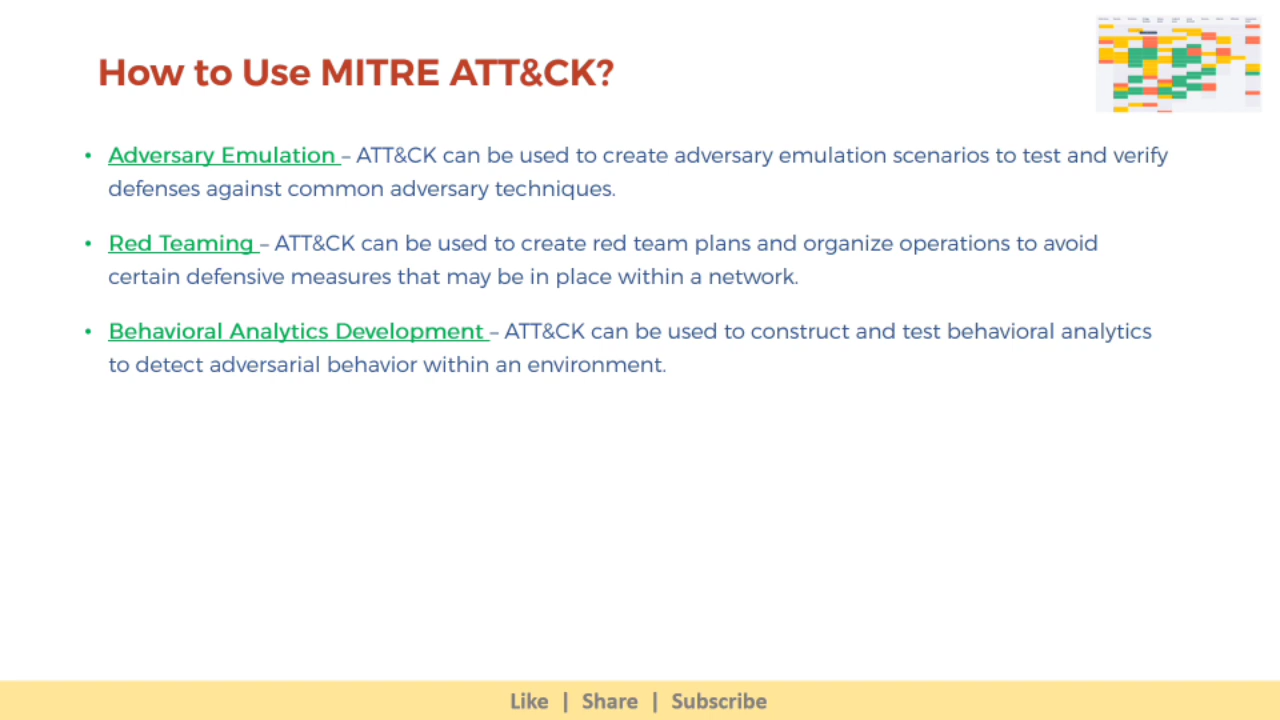 How to Use MITRE ATT&CK?
• Adversary Emulation – ATT&CK can be used to create adversary emulation scenarios to test and verify
defenses against common adversary techniques.
• Red Teaming – ATT&CK can be used to create red team plans and organize operations to avoid
certain defensive measures that may be in place within a network.
• Behavioral Analytics Development – ATT&CK can be used to construct and test behavioral analytics
to detect adversarial behavior within an environment.
Like | Share | Subscribe